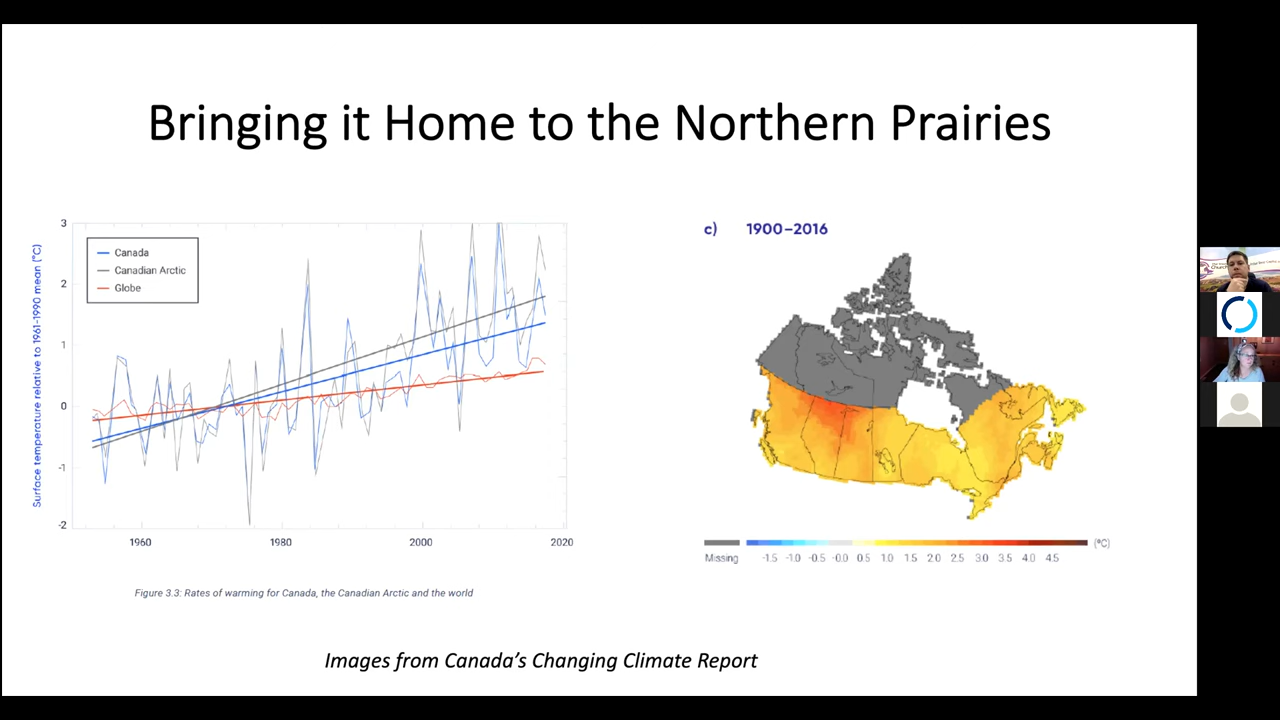 Bringing it Home to the Northern Prairies
3
2
1
0
-1
-2
Surface temperature relative to 1961-1990 mean (°C)
Canada
Canadian Arctic
Globe
1960 1980 2000 2020
Figure 3.3: Rates of warming for Canada, the Canadian Arctic and the world
c) 1900–2016
Missing -1.5 -1.0 -0.5 -0.0 0.5 1.0 1.5 2.0 2.5 3.0 3.5 4.0 4.5 (°C)
Images from Canada's Changing Climate Report
Church